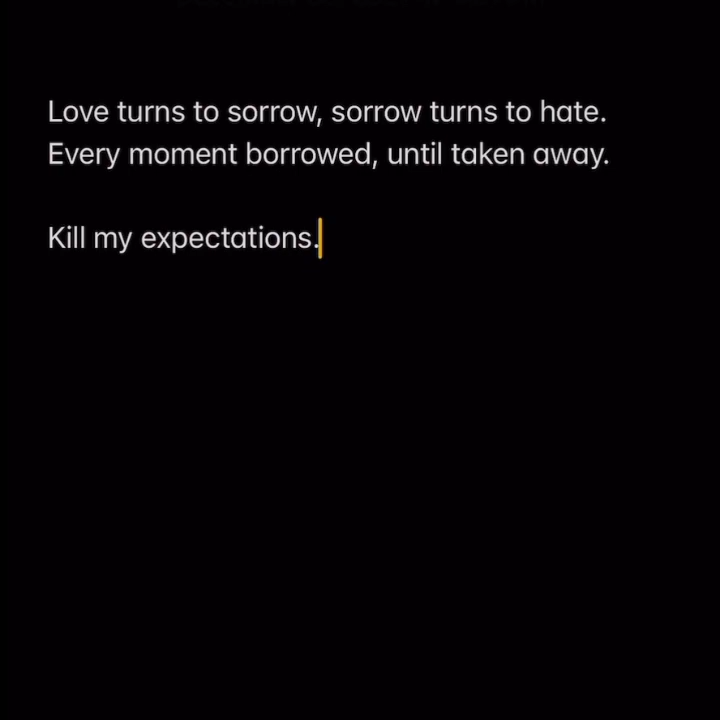 Love turns to sorrow, sorrow turns to hate.
Every moment borrowed, until taken away.
Kill my expectations.